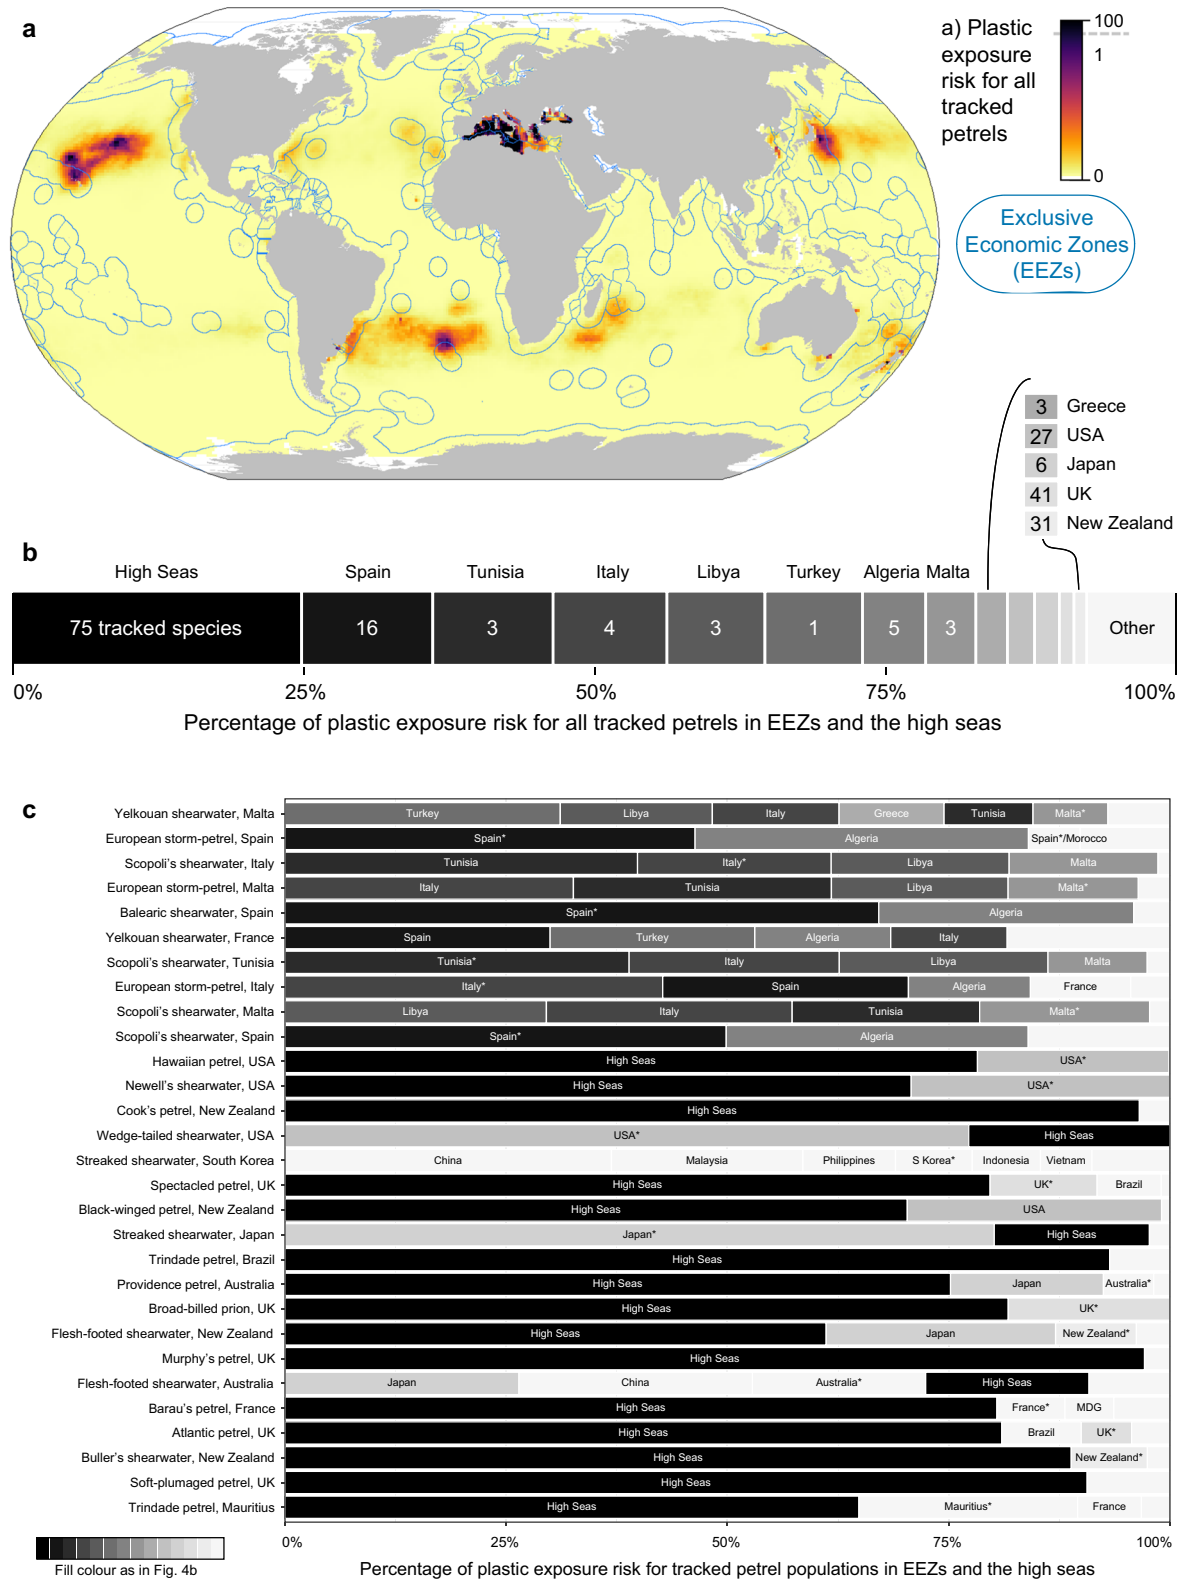 a
a) Plastic
exposure
risk for all
tracked
petrels
100
1
0
Exclusive
Economic Zones
(EEZs)
3 Greece
27 USA
6 Japan
41 UK
31 New Zealand
b
High Seas Spain Tunisia Italy Libya Turkey Algeria Malta
75 tracked species 16 3 4 3 1 5 3 Other
0% 25% 50% 75% 100%
Percentage of plastic exposure risk for all tracked petrels in EEZs and the high seas
c
Yelkouan shearwater, Malta Turkey Libya Italy Greece Tunisia Malta*
European storm-petrel, Spain Spain* Algeria Spain*/Morocco
Scopoli's shearwater, Italy Tunisia Italy* Libya Malta
European storm-petrel, Malta Italy Tunisia Libya Malta*
Balearic shearwater, Spain Spain* Algeria
Yelkouan shearwater, France Spain Turkey Algeria Italy
Scopoli's shearwater, Tunisia Tunisia* Italy Libya Malta
European storm-petrel, Italy Italy* Spain Algeria France
Scopoli's shearwater, Malta Libya Italy Tunisia Malta*
Scopoli's shearwater, Spain Spain* Algeria
Hawaiian petrel, USA High Seas USA*
Newell's shearwater, USA High Seas USA*
Cook's petrel, New Zealand High Seas
Wedge-tailed shearwater, USA USA* High Seas
Streaked shearwater, South Korea China Malaysia Philippines S Korea* Indonesia Vietnam
Spectacled petrel, UK High Seas UK* Brazil
Black-winged petrel, New Zealand High Seas USA
Streaked shearwater, Japan Japan* High Seas
Trindade petrel, Brazil High Seas
Providence petrel, Australia High Seas Japan Australia*
Broad-billed prion, UK High Seas UK*
Flesh-footed shearwater, New Zealand High Seas Japan New Zealand*
Murphy's petrel, UK High Seas
Flesh-footed shearwater, Australia Japan China Australia* High Seas
Barau's petrel, France High Seas France* MDG
Atlantic petrel, UK High Seas Brazil UK*
Buller's shearwater, New Zealand High Seas New Zealand*
Soft-plumaged petrel, UK High Seas
Trindade petrel, Mauritius High Seas Mauritius* France
0% 25% 50% 75% 100%
Fill colour as in Fig. 4b
Percentage of plastic exposure risk for tracked petrel populations in EEZs and the high seas